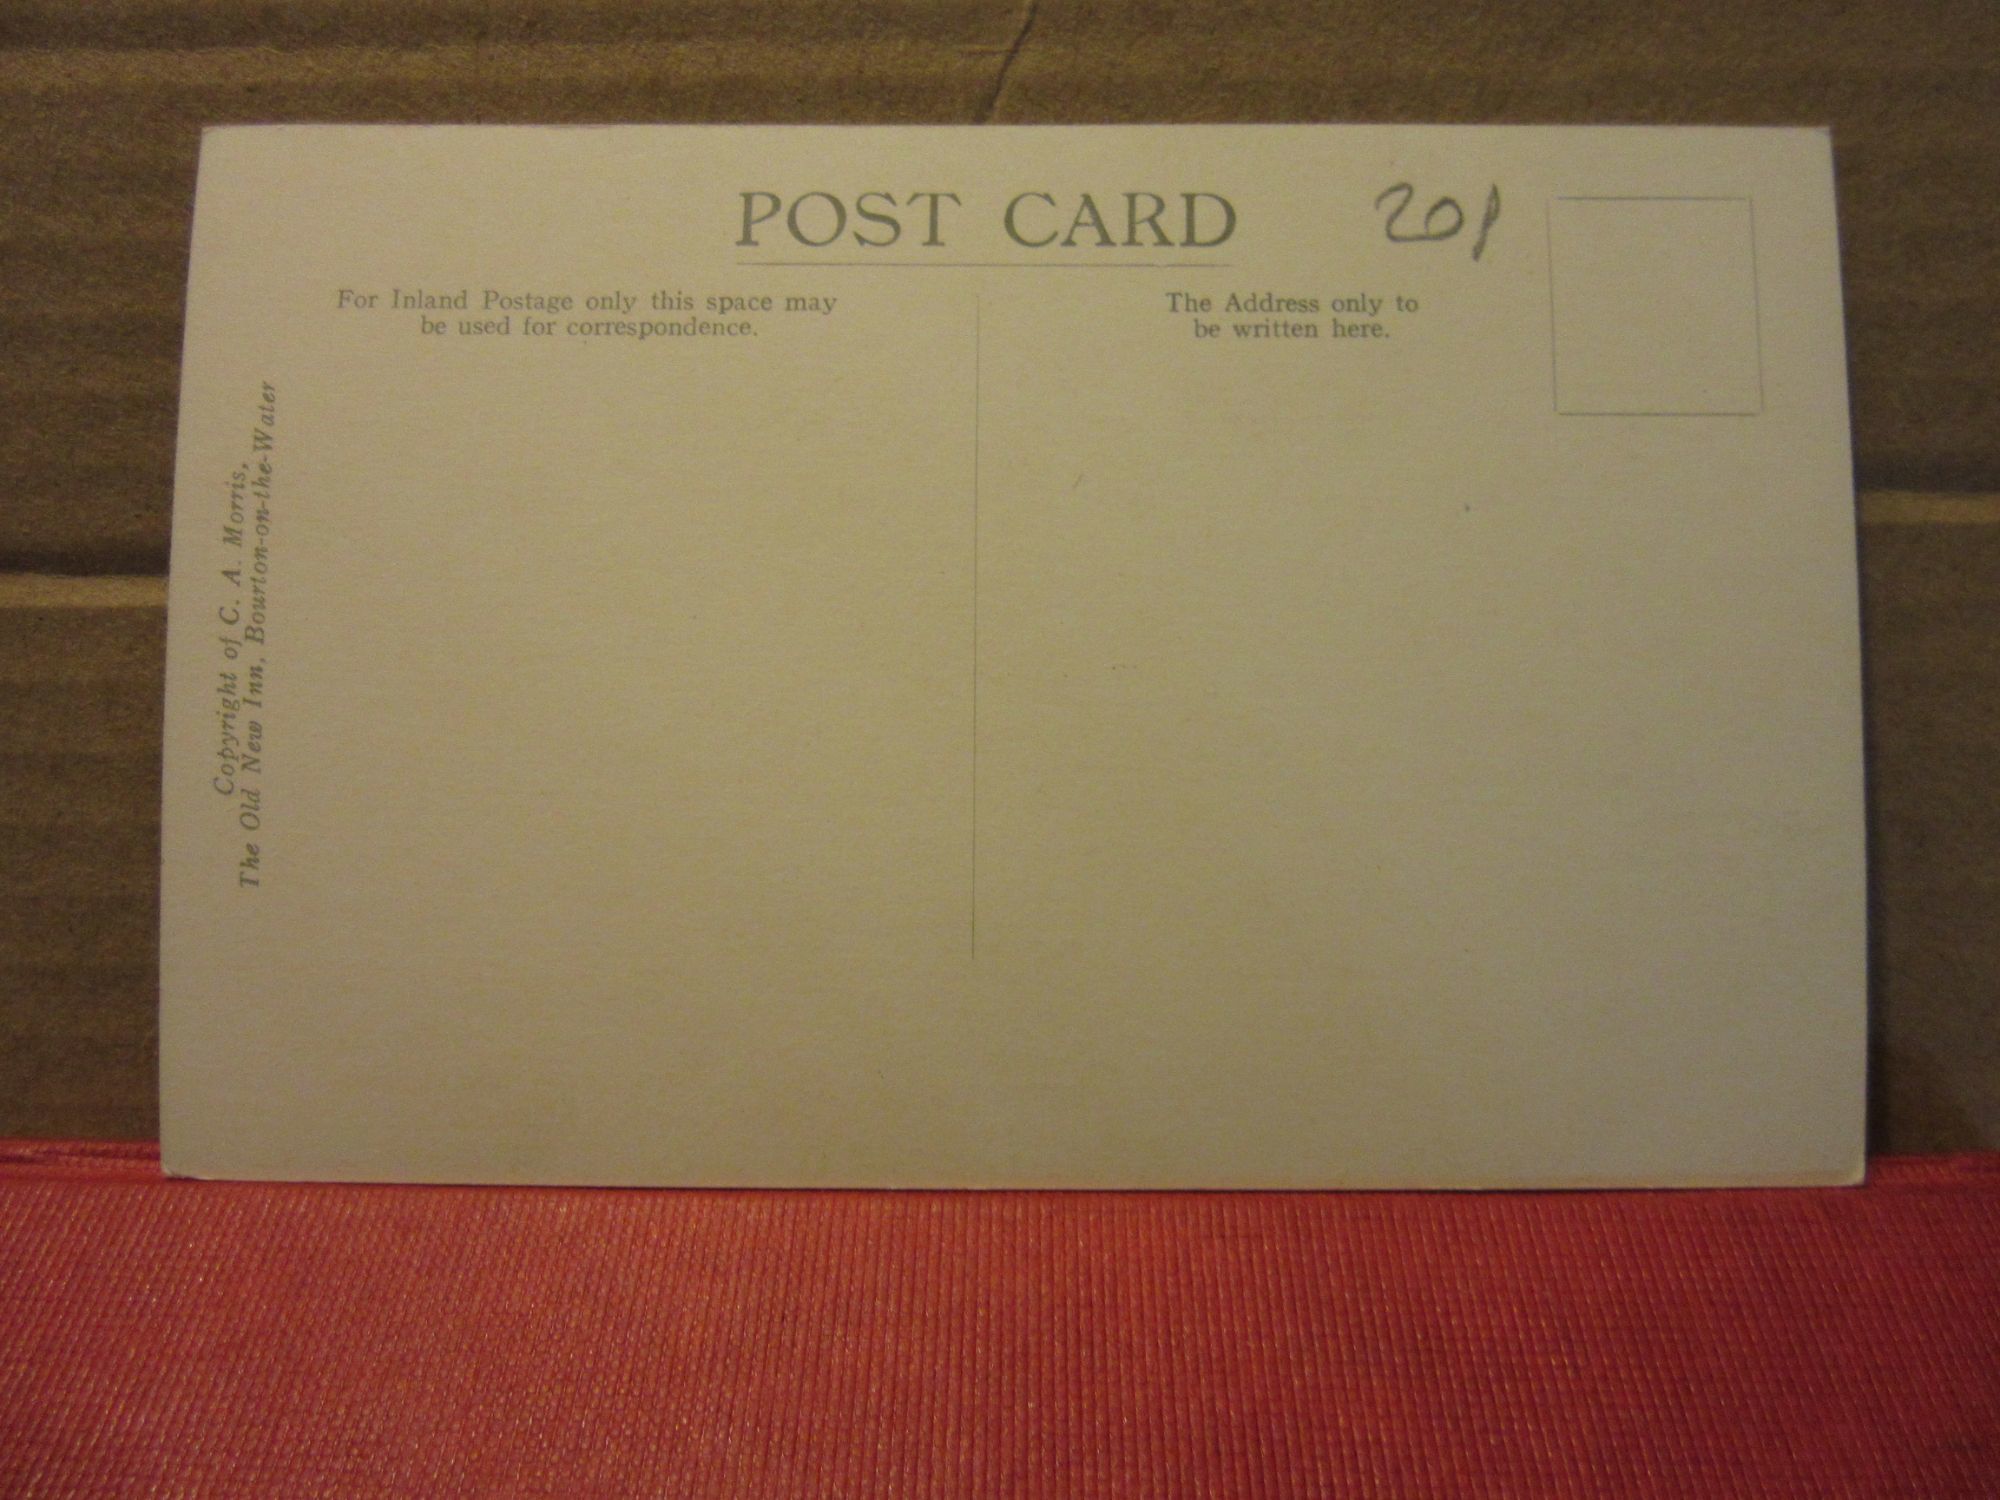 POST CARD
20p
For Inland Postage only this space may
be used for correspondence.
The Address only to
be written here.
Copyright of C. A. Morris,
The Old New Inn, Bourton-on-the-Water